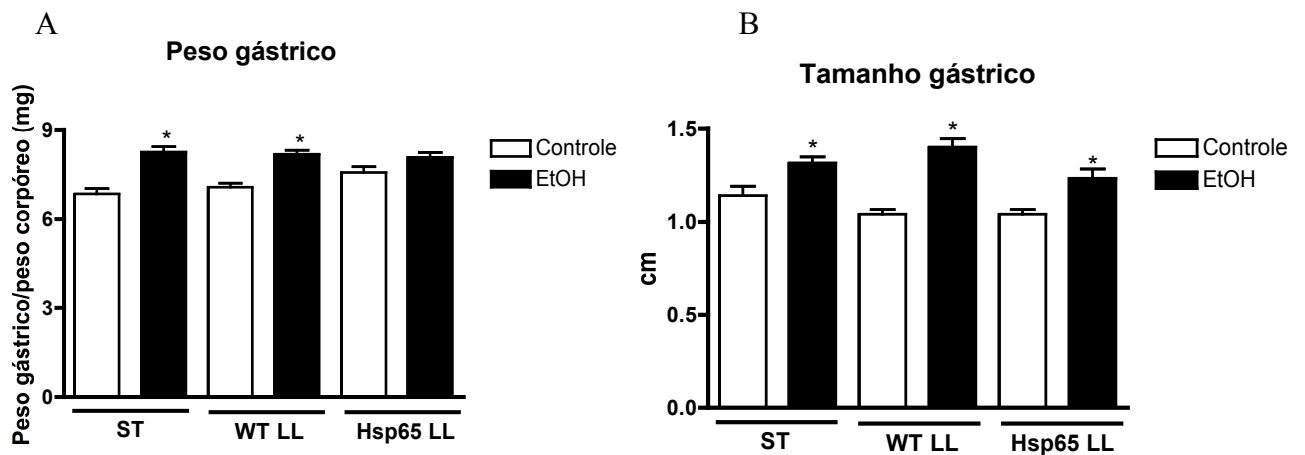 A
Peso gástrico
Peso gástrico/peso corpóreo (mg)
9
6
3
0
*
*
Controle
EtOH
ST
WT LL
Hsp65 LL
B
Tamanho gástrico
cm
1.5
1.0
0.5
0.0
*
*
*
Controle
EtOH
ST
WT LL
Hsp65 LL